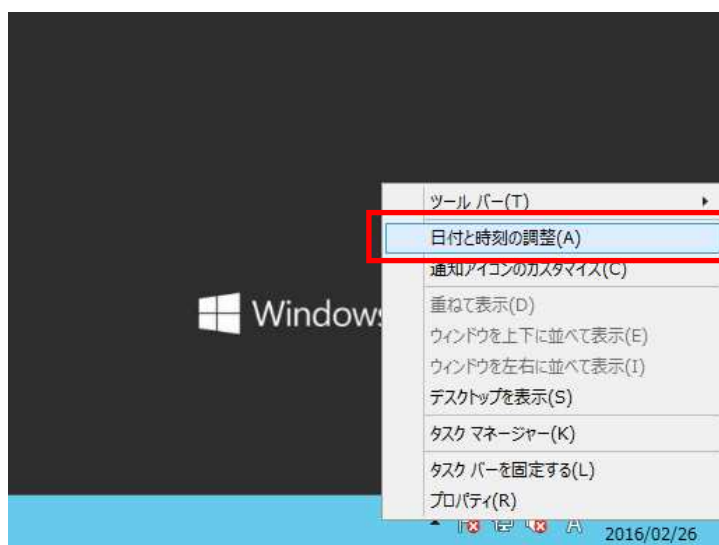 ツール バー(T)
日付と時刻の調整(A)
通知アイコンのカスタマイズ(C)
重ねて表示(D)
ウィンドウを上下に並べて表示(E)
ウィンドウを左右に並べて表示(I)
デスクトップを表示(S)
タスク マネージャー(K)
タスク バーを固定する(L)
プロパティ(R)
Windows
A
2016/02/26